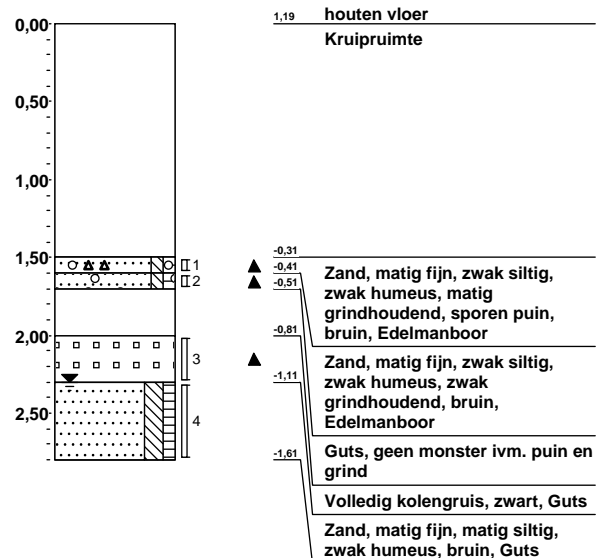 0,00
1,19
houten vloer
Kruipruimte
0,50
1,00
1,50
-0,31
1
-0,41
Zand, matig fijn, zwak siltig,
zwak humeus, matig
grindhoudend, sporen puin,
bruin, Edelmanboor
2
-0,51
2,00
-0,81
3
Zand, matig fijn, zwak siltig,
zwak humeus, zwak
grindhoudend, bruin,
Edelmanboor
-1,11
4
2,50
Guts, geen monster ivm. puin en
grind
-1,61
Volledig kolengruis, zwart, Guts
Zand, matig fijn, matig siltig,
zwak humeus, bruin, Guts